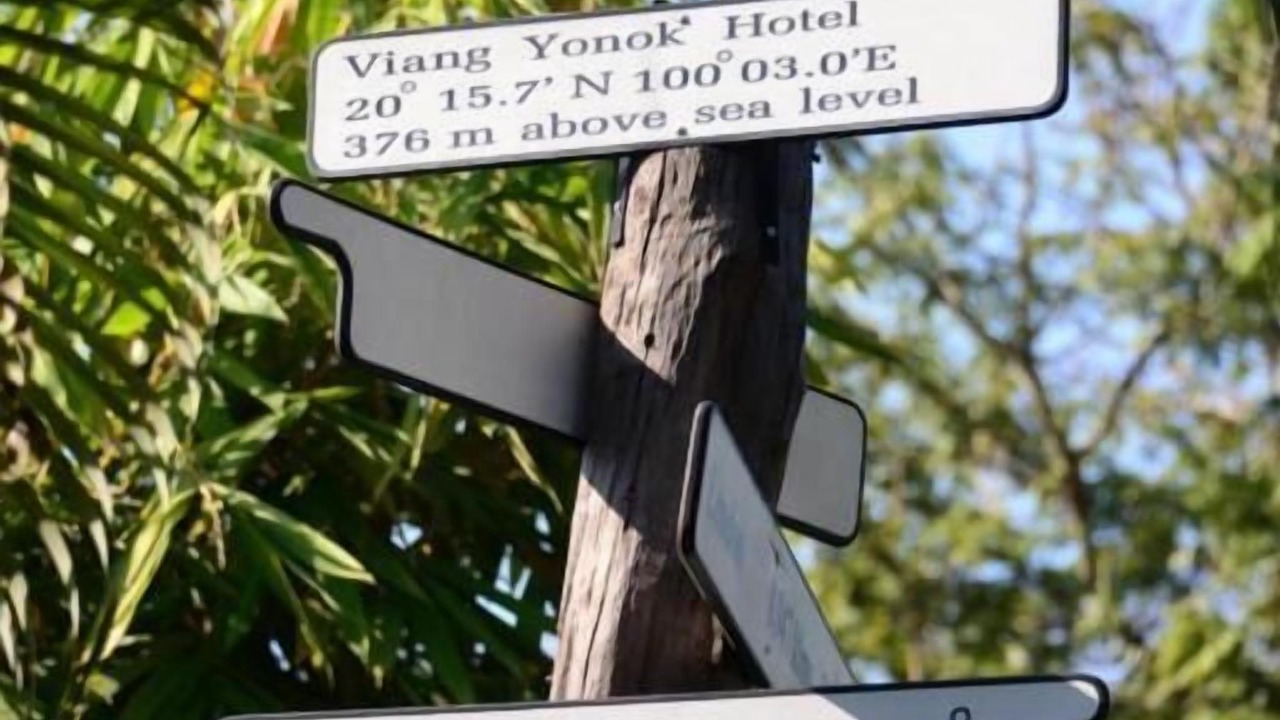 Viang Yonok Hotel
20° 15.7' N 100° 03.0'E
376 m above sea level